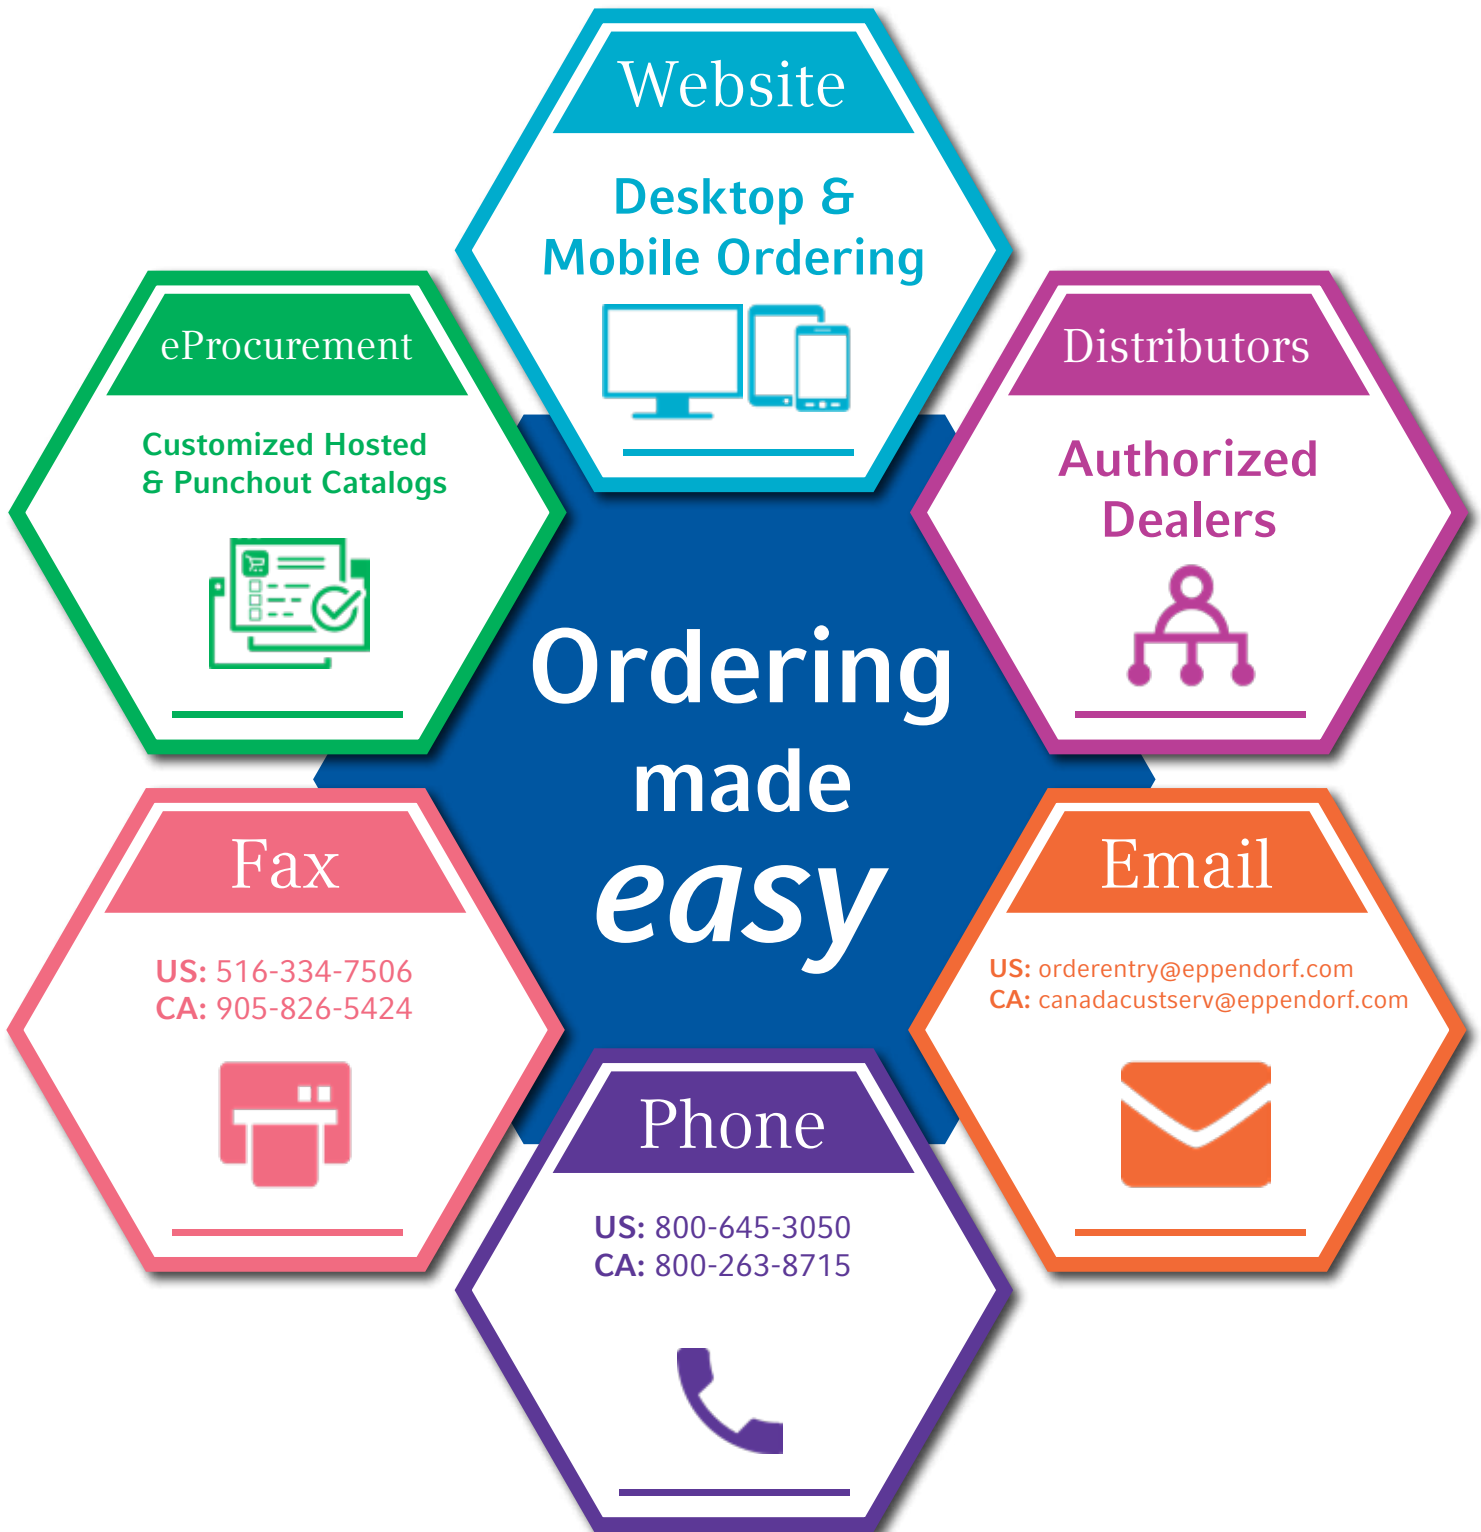 Website
Desktop &
Mobile Ordering
eProcurement
Customized Hosted
& Punchout Catalogs
Distributors
Authorized
Dealers
Ordering
made
easy
Fax
US: 516-334-7506
CA: 905-826-5424
Email
US: orderentry@eppendorf.com
CA: canadacustserv@eppendorf.com
Phone
US: 800-645-3050
CA: 800-263-8715